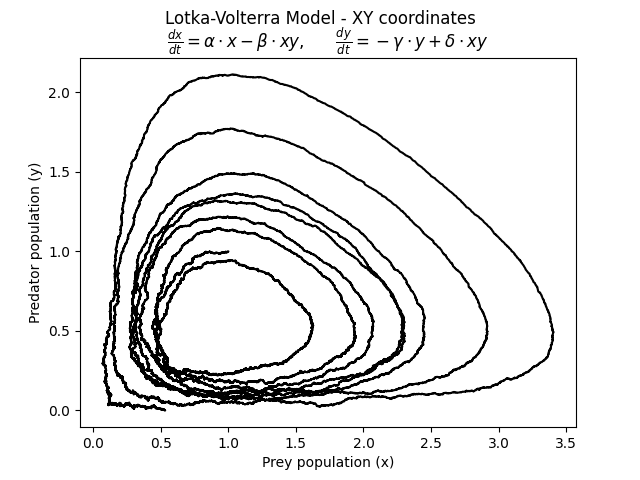 Lotka-Volterra Model - XY coordinates
dx/dt = α · x − β · xy,    dy/dt = − γ · y + δ · xy
2.0
1.5
1.0
0.5
0.0
Predator population (y)
0.0 0.5 1.0 1.5 2.0 2.5 3.0 3.5
Prey population (x)